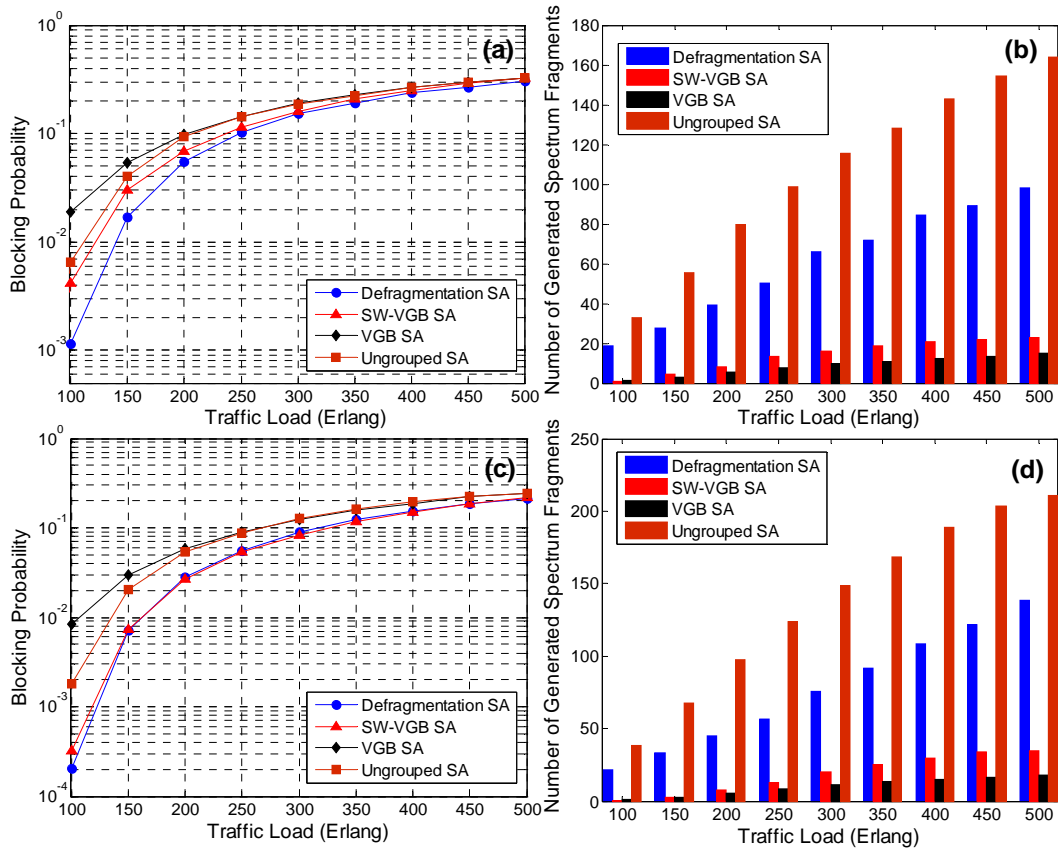 (a)
Blocking Probability
10^0
10^-1
10^-2
10^-3
Defragmentation SA
SW-VGB SA
VGB SA
Ungrouped SA
100 150 200 250 300 350 400 450 500
Traffic Load (Erlang)
(b)
Number of Generated Spectrum Fragments
180
160
140
120
100
80
60
40
20
0
Defragmentation SA
SW-VGB SA
VGB SA
Ungrouped SA
100 150 200 250 300 350 400 450 500
Traffic Load (Erlang)
(c)
Blocking Probability
10^0
10^-1
10^-2
10^-3
10^-4
Defragmentation SA
SW-VGB SA
VGB SA
Ungrouped SA
100 150 200 250 300 350 400 450 500
Traffic Load (Erlang)
(d)
Number of Generated Spectrum Fragments
250
200
150
100
50
0
Defragmentation SA
SW-VGB SA
VGB SA
Ungrouped SA
100 150 200 250 300 350 400 450 500
Traffic Load (Erlang)